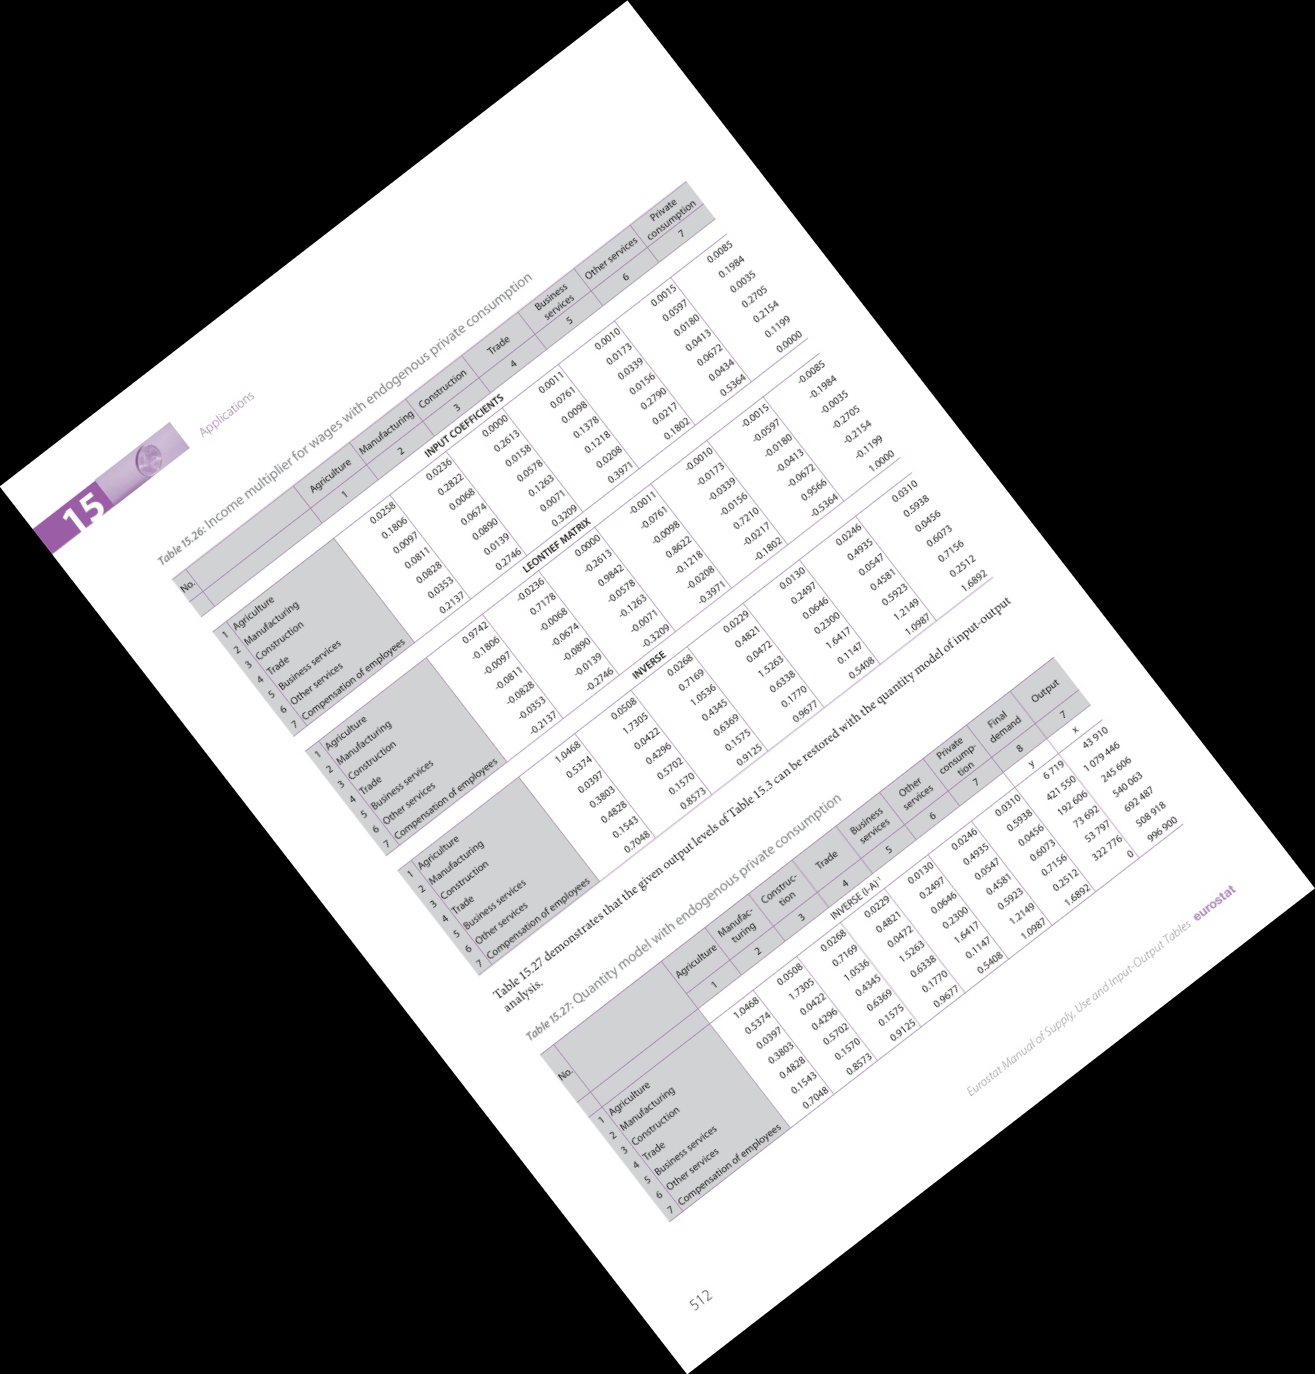 15
Applications
Table 15.26: Income multiplier for wages with endogenous private consumption
No. Agriculture Manufacturing Construction Trade Business services Other services Private consumption
1 2 3 4 5 6 7
INPUT COEFFICIENTS
1 Agriculture 0.0258 0.0236 0.0000 0.0011 0.0010 0.0015 0.0085
2 Manufacturing 0.1806 0.2822 0.2613 0.0761 0.0173 0.0597 0.1984
3 Construction 0.0097 0.0068 0.0158 0.0098 0.0339 0.0180 0.0035
4 Trade 0.0811 0.0674 0.0578 0.1378 0.0156 0.0413 0.2705
5 Business services 0.0828 0.0890 0.1263 0.1218 0.2790 0.0672 0.2154
6 Other services 0.0353 0.0139 0.0071 0.0208 0.0217 0.0434 0.1199
7 Compensation of employees 0.2137 0.2746 0.3209 0.3971 0.1802 0.5364 0.0000
LEONTIEF MATRIX
1 Agriculture 0.9742 -0.0236 0.0000 -0.0011 -0.0010 -0.0015 -0.0085
2 Manufacturing -0.1806 0.7178 -0.2613 -0.0761 -0.0173 -0.0597 -0.1984
3 Construction -0.0097 -0.0068 0.9842 -0.0098 -0.0339 -0.0180 -0.0035
4 Trade -0.0811 -0.0674 -0.0578 0.8622 -0.0156 -0.0413 -0.2705
5 Business services -0.0828 -0.0890 -0.1263 -0.1218 0.7210 -0.0672 -0.2154
6 Other services -0.0353 -0.0139 -0.0071 -0.0208 -0.0217 0.9566 -0.1199
7 Compensation of employees -0.2137 -0.2746 -0.3209 -0.3971 -0.1802 -0.5364 1.0000
INVERSE
1 Agriculture 1.0468 0.0508 0.0268 0.0229 0.0130 0.0246 0.0310
2 Manufacturing 0.5374 1.7305 0.7169 0.4821 0.2497 0.4935 0.5938
3 Construction 0.0397 0.0422 1.0536 0.0472 0.0646 0.0547 0.0456
4 Trade 0.3803 0.4296 0.4345 1.5263 0.2300 0.4581 0.6073
5 Business services 0.4828 0.5702 0.6369 0.6338 1.6417 0.5923 0.7156
6 Other services 0.1543 0.1570 0.1575 0.1770 0.1147 1.2149 0.2512
7 Compensation of employees 0.7048 0.8573 0.9125 0.9677 0.5408 1.0987 1.6892
Table 15.27 demonstrates that the given output levels of Table 15.3 can be restored with the quantity model of input-output
analysis.
Table 15.27: Quantity model with endogenous private consumption
No. Agriculture Manufac-turing Construc-tion Trade Business services Other services Private consump-tion Final demand Output
1 2 3 4 5 6 7 8 7
INVERSE (I-A)⁻¹ y x
1 Agriculture 1.0468 0.0508 0.0268 0.0229 0.0130 0.0246 0.0310 6 719 43 910
2 Manufacturing 0.5374 1.7305 0.7169 0.4821 0.2497 0.4935 0.5938 421 550 1 079 446
3 Construction 0.0397 0.0422 1.0536 0.0472 0.0646 0.0547 0.0456 192 606 245 606
4 Trade 0.3803 0.4296 0.4345 1.5263 0.2300 0.4581 0.6073 73 692 540 063
5 Business services 0.4828 0.5702 0.6369 0.6338 1.6417 0.5923 0.7156 53 797 692 487
6 Other services 0.1543 0.1570 0.1575 0.1770 0.1147 1.2149 0.2512 322 776 508 918
7 Compensation of employees 0.7048 0.8573 0.9125 0.9677 0.5408 1.0987 1.6892 0 996 900
512
Eurostat Manual of Supply, Use and Input-Output Tables eurostat